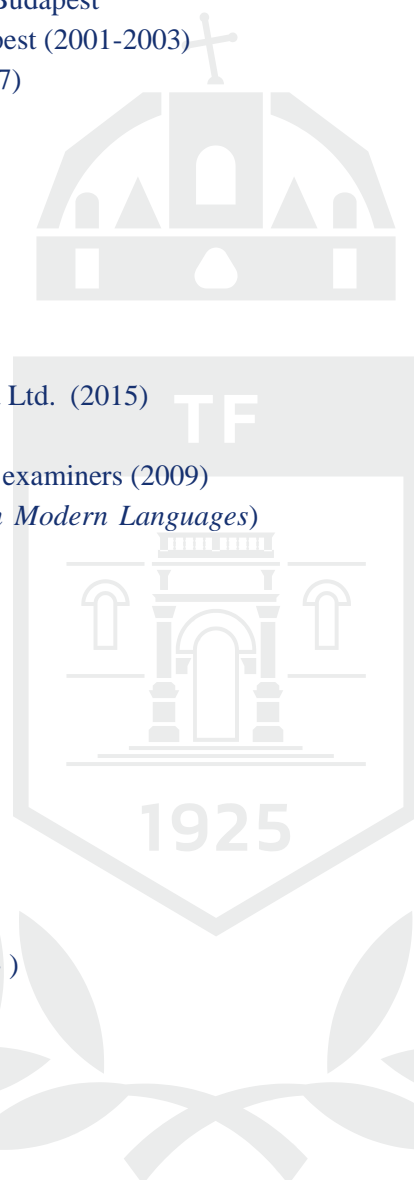 Budapest
pest (2001-2003)
7)
Ltd. (2015)
TF
examiners (2009)
n Modern Languages)
1925
)